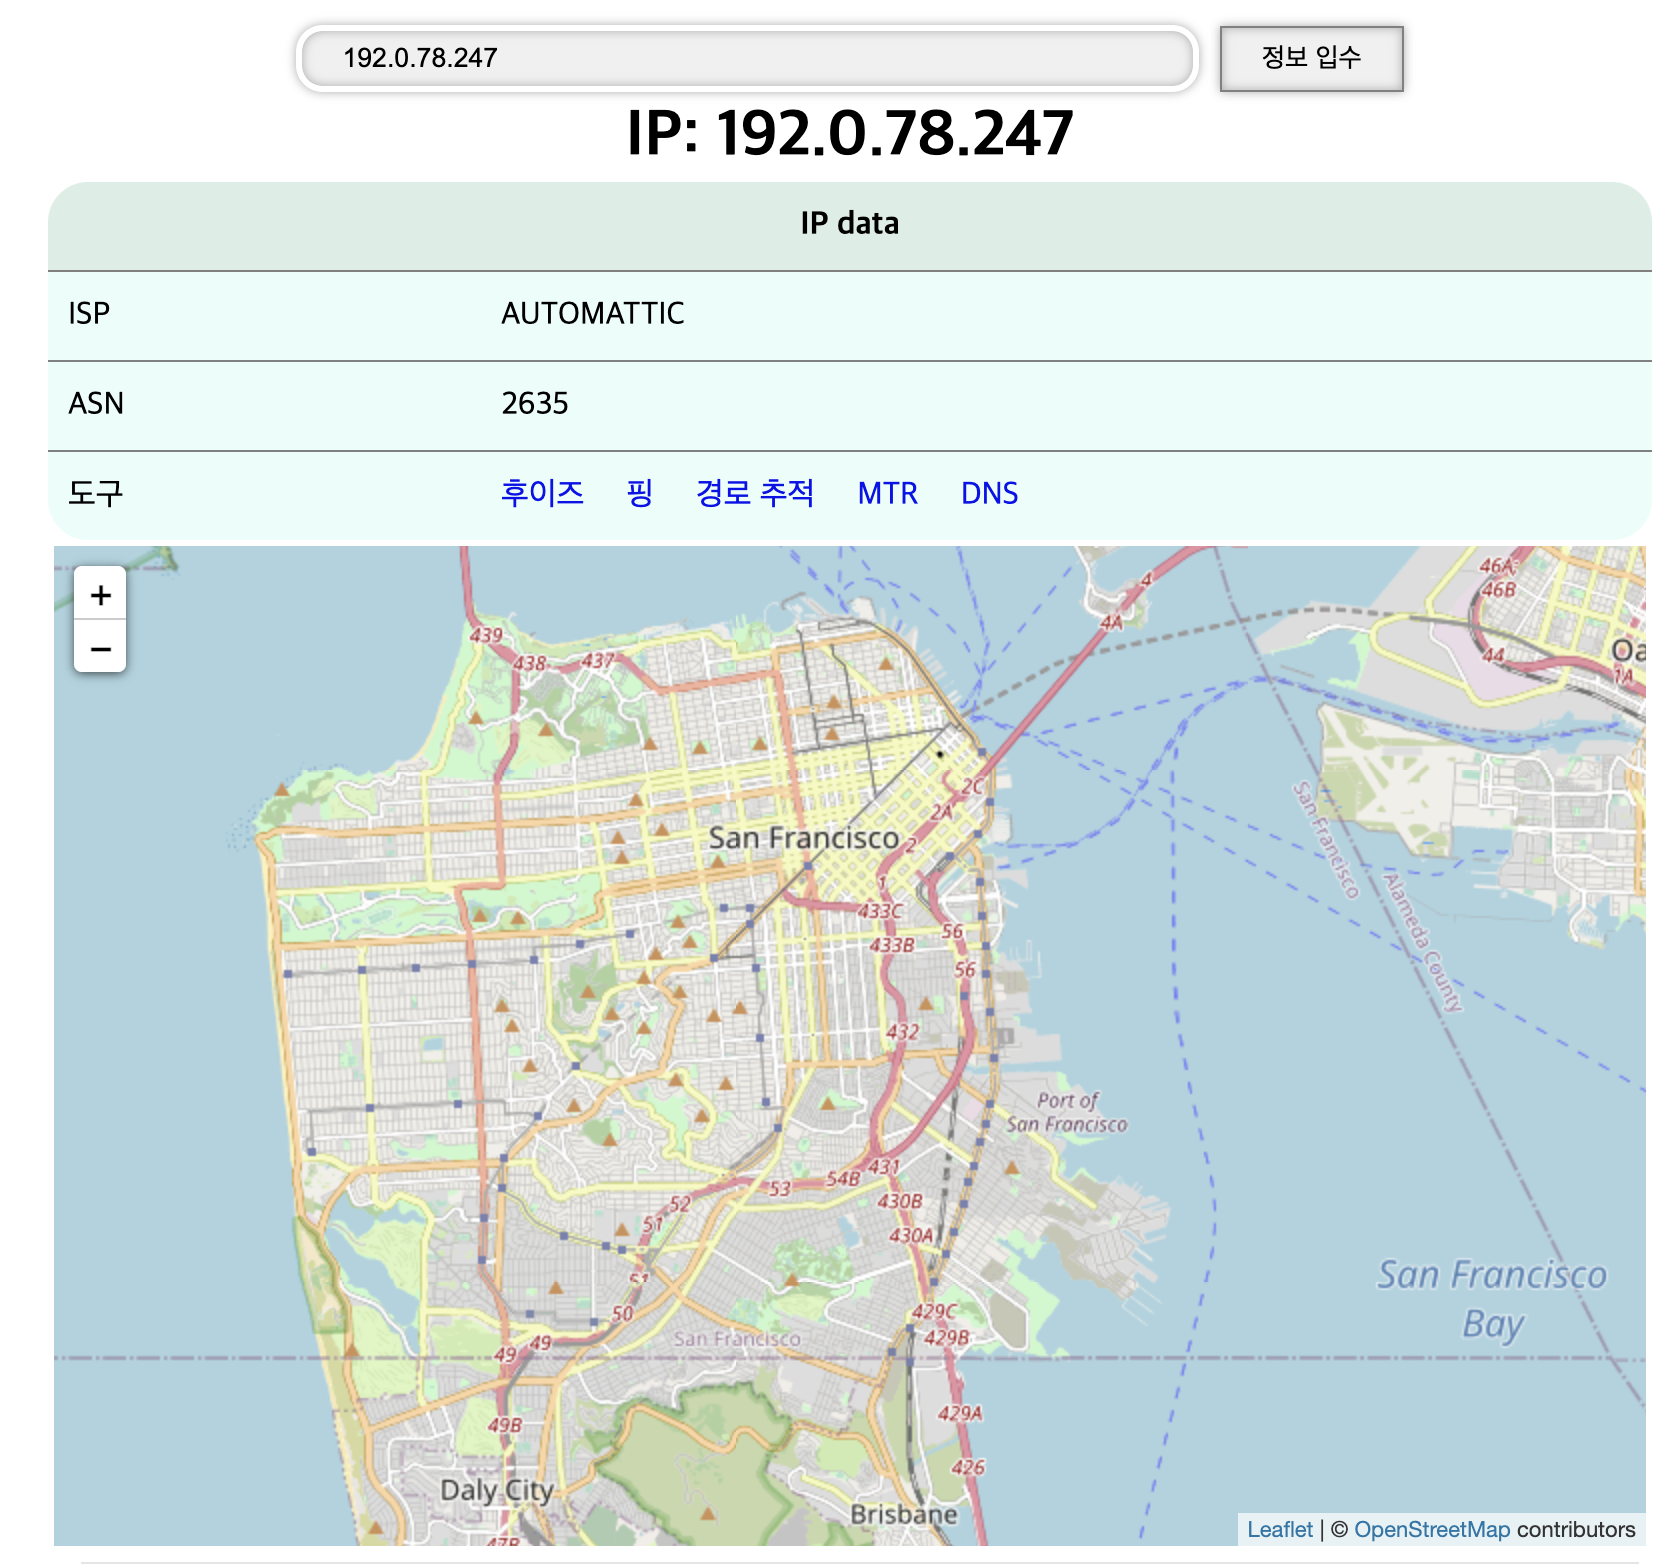 192.0.78.247
정보 입수
IP: 192.0.78.247
IP data
ISP AUTOMATTIC
ASN 2635
도구 후이즈 핑 경로 추적 MTR DNS
+
−
4
46A
46B
4A
439
438
437
44
Oa
1A
2C
2A
San Francisco
2
1
San Francisco
433C
Alameda County
433B
56
56
432
Port of
San Francisco
431
54B
53
52
430B
51
430A
51
San Francisco
Bay
50
429C
San Francisco
429B
49
49
429A
49B
426
Daly City
Brisbane
47B
Leaflet | © OpenStreetMap contributors